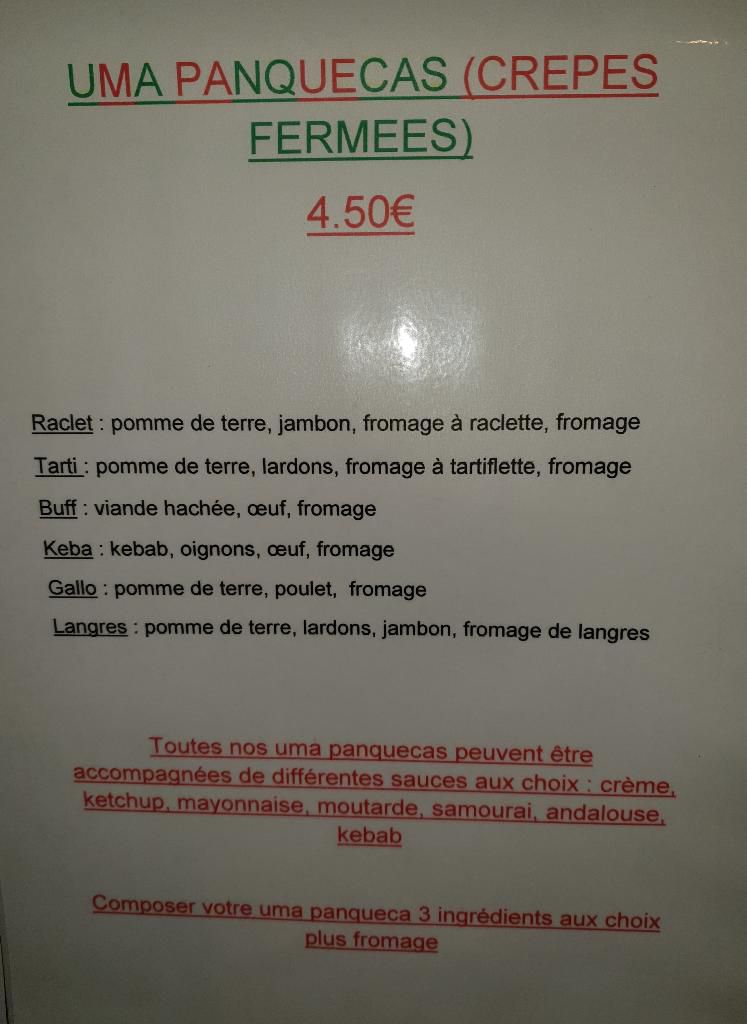 UMA PANQUECAS (CREPES
FERMEES)
4.50€
Raclet : pomme de terre, jambon, fromage à raclette, fromage
Tarti : pomme de terre, lardons, fromage à tartiflette, fromage
Buff : viande hachée, œuf, fromage
Keba : kebab, oignons, œuf, fromage
Gallo : pomme de terre, poulet, fromage
Langres : pomme de terre, lardons, jambon, fromage de langres
Toutes nos uma panquecas peuvent être
accompagnées de différentes sauces aux choix : crème,
ketchup, mayonnaise, moutarde, samourai, andalouse,
kebab
Composer votre uma panqueca 3 ingrédients aux choix
plus fromage